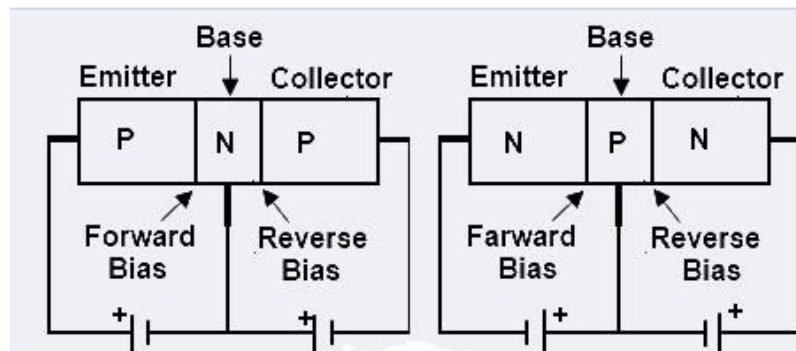 Base
Emitter Collector
P N P
Forward Bias
Reverse Bias
+ +
Base
Emitter Collector
N P N
Farward Bias
Reverse Bias
+ +